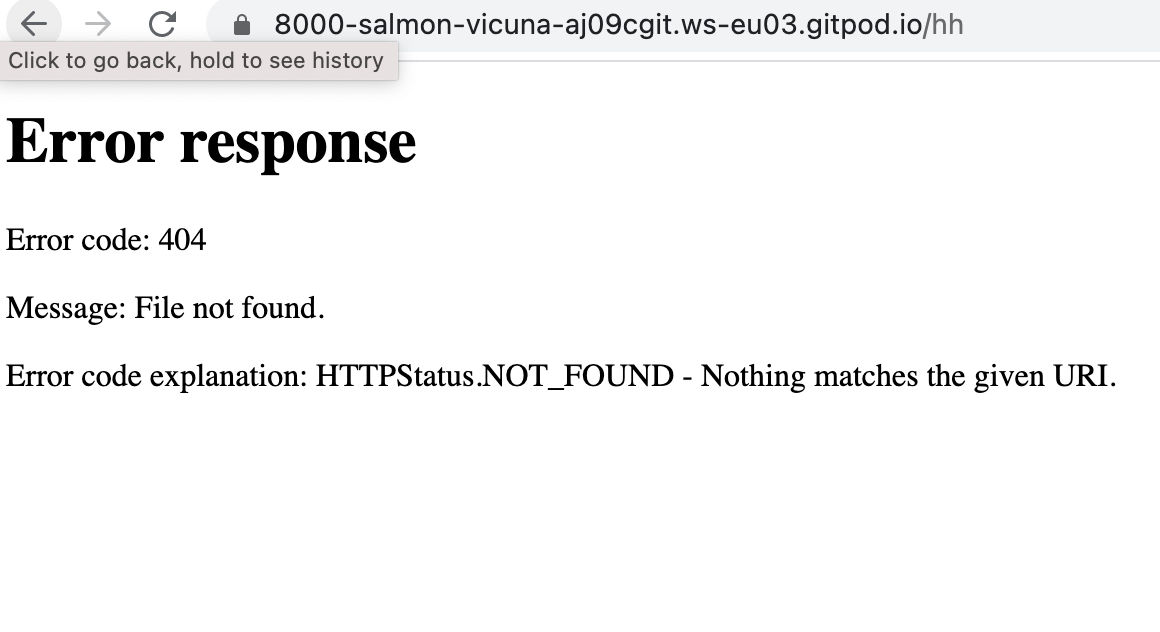 8000-salmon-vicuna-aj09cgit.ws-eu03.gitpod.io/hh
Click to go back, hold to see history
Error response
Error code: 404
Message: File not found.
Error code explanation: HTTPStatus.NOT_FOUND - Nothing matches the given URI.